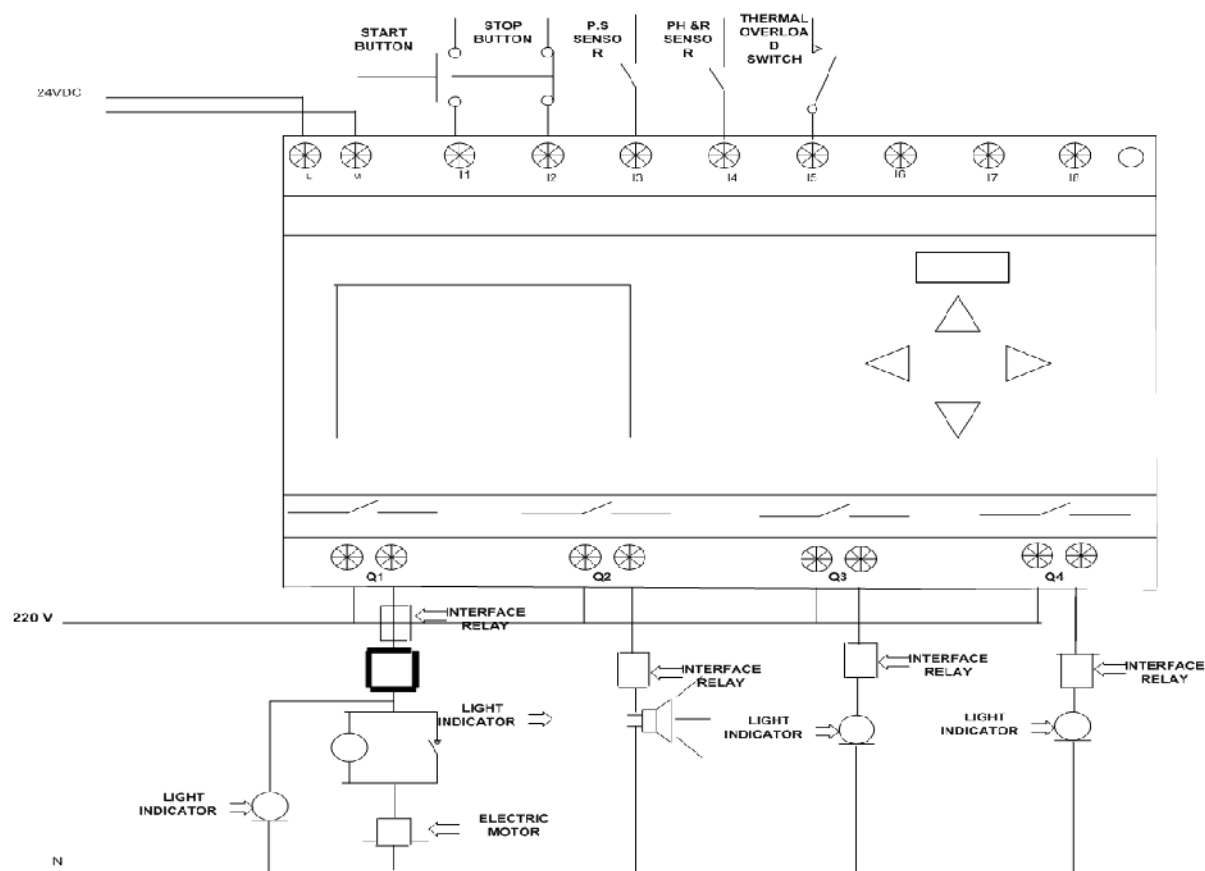 START
BUTTON
STOP
BUTTON
P.S
SENSO
R
PH &R
SENSO
R
THERMAL
OVERLOA
D
SWITCH
24VDC
L
M
I1
I2
I3
I4
I5
I6
I7
I8
Q1
Q2
Q3
Q4
220 V
INTERFACE
RELAY
INTERFACE
RELAY
INTERFACE
RELAY
INTERFACE
RELAY
LIGHT
INDICATOR
LIGHT
INDICATOR
LIGHT
INDICATOR
LIGHT
INDICATOR
ELECTRIC
MOTOR
N